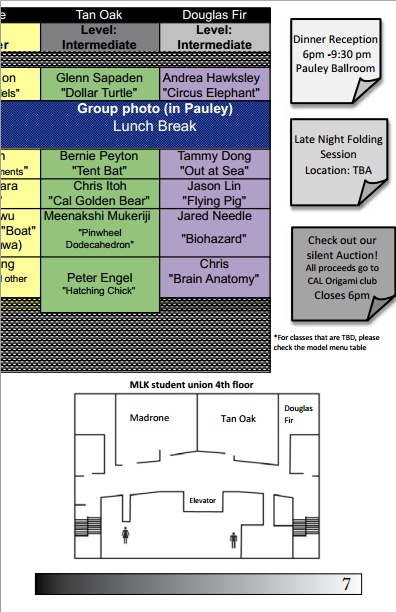 e
Tan Oak
Douglas Fir
er
Level:
Intermediate
Level:
Intermediate
on
els"
Glenn Sapaden
"Dollar Turtle"
Andrea Hawksley
"Circus Elephant"
Group photo (in Pauley)
Lunch Break
n
ments"
Bernie Peyton
"Tent Bat"
Tammy Dong
"Out at Sea"
ara
Chris Itoh
"Cal Golden Bear"
Jason Lin
"Flying Pig"
wu
"Boat"
wa)
Meenakshi Mukeriji
"Pinwheel
Dodecahedron"
Jared Needle
"Biohazard"
ng
l other
Peter Engel
"Hatching Chick"
Chris
"Brain Anatomy"
Dinner Reception
6pm -9:30 pm
Pauley Ballroom
Late Night Folding
Session
Location: TBA
Check out our
silent Auction!
All proceeds go to
CAL Origami club
Closes 6pm
*For classes that are TBD, please
check the model menu table
MLK student union 4th floor
Madrone
Tan Oak
Douglas
Fir
Elevator
7